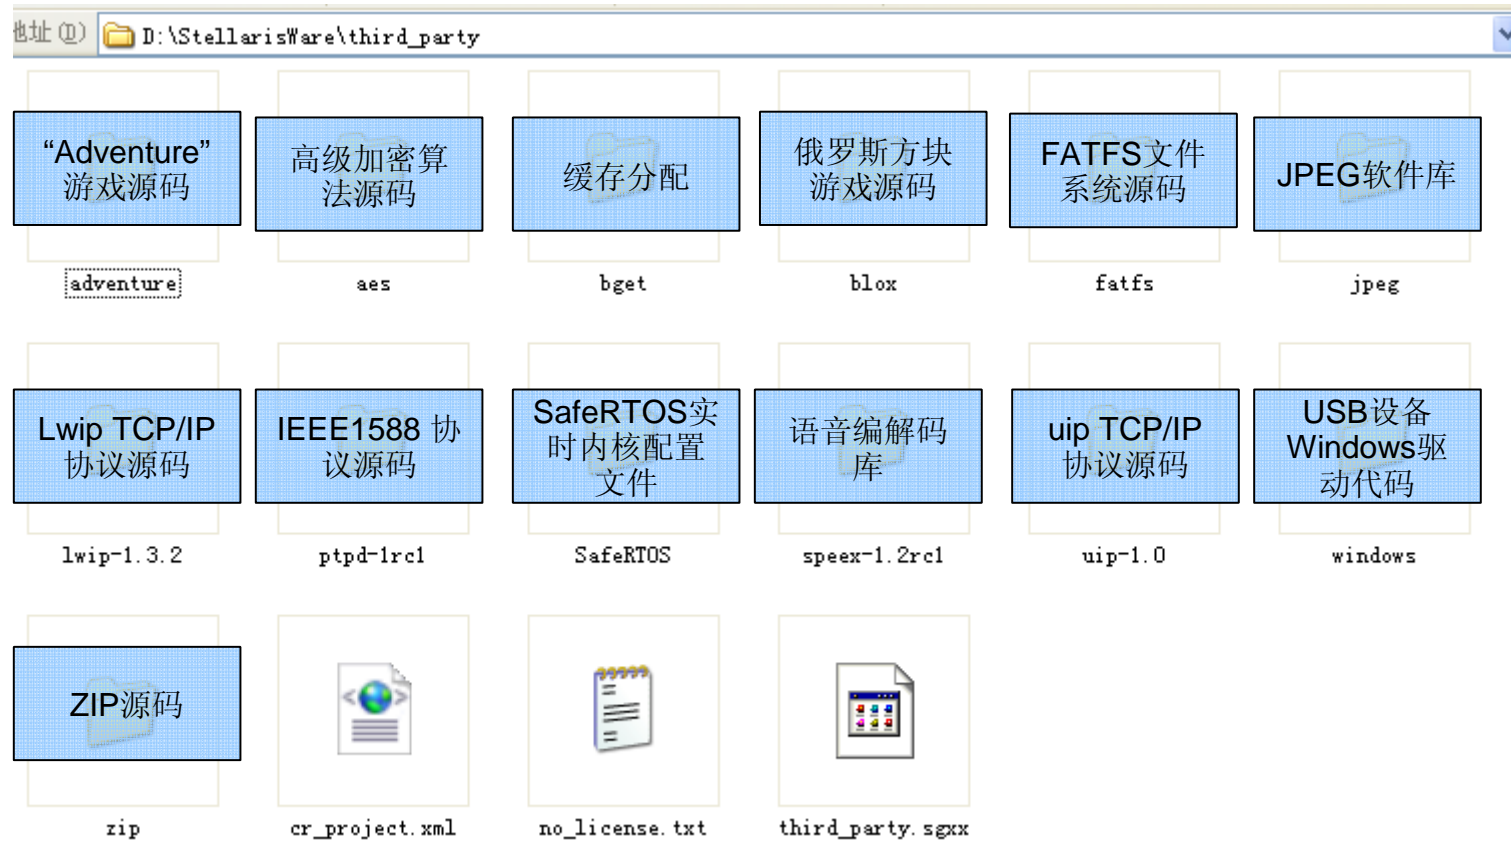 地址(D) D:\StellarisWare\third_party
“Adventure”
游戏源码
高级加密算
法源码
缓存分配
俄罗斯方块
游戏源码
FATFS文件
系统源码
JPEG软件库
adventure
aes
bget
blox
fatfs
jpeg
Lwip TCP/IP
协议源码
IEEE1588 协
议源码
SafeRTOS实
时内核配置
文件
语音编解码
库
uip TCP/IP
协议源码
USB设备
Windows驱
动代码
lwip-1.3.2
ptpd-1rc1
SafeRTOS
speex-1.2rc1
uip-1.0
windows
ZIP源码
zip
cr_project.xml
no_license.txt
third_party.sgxx